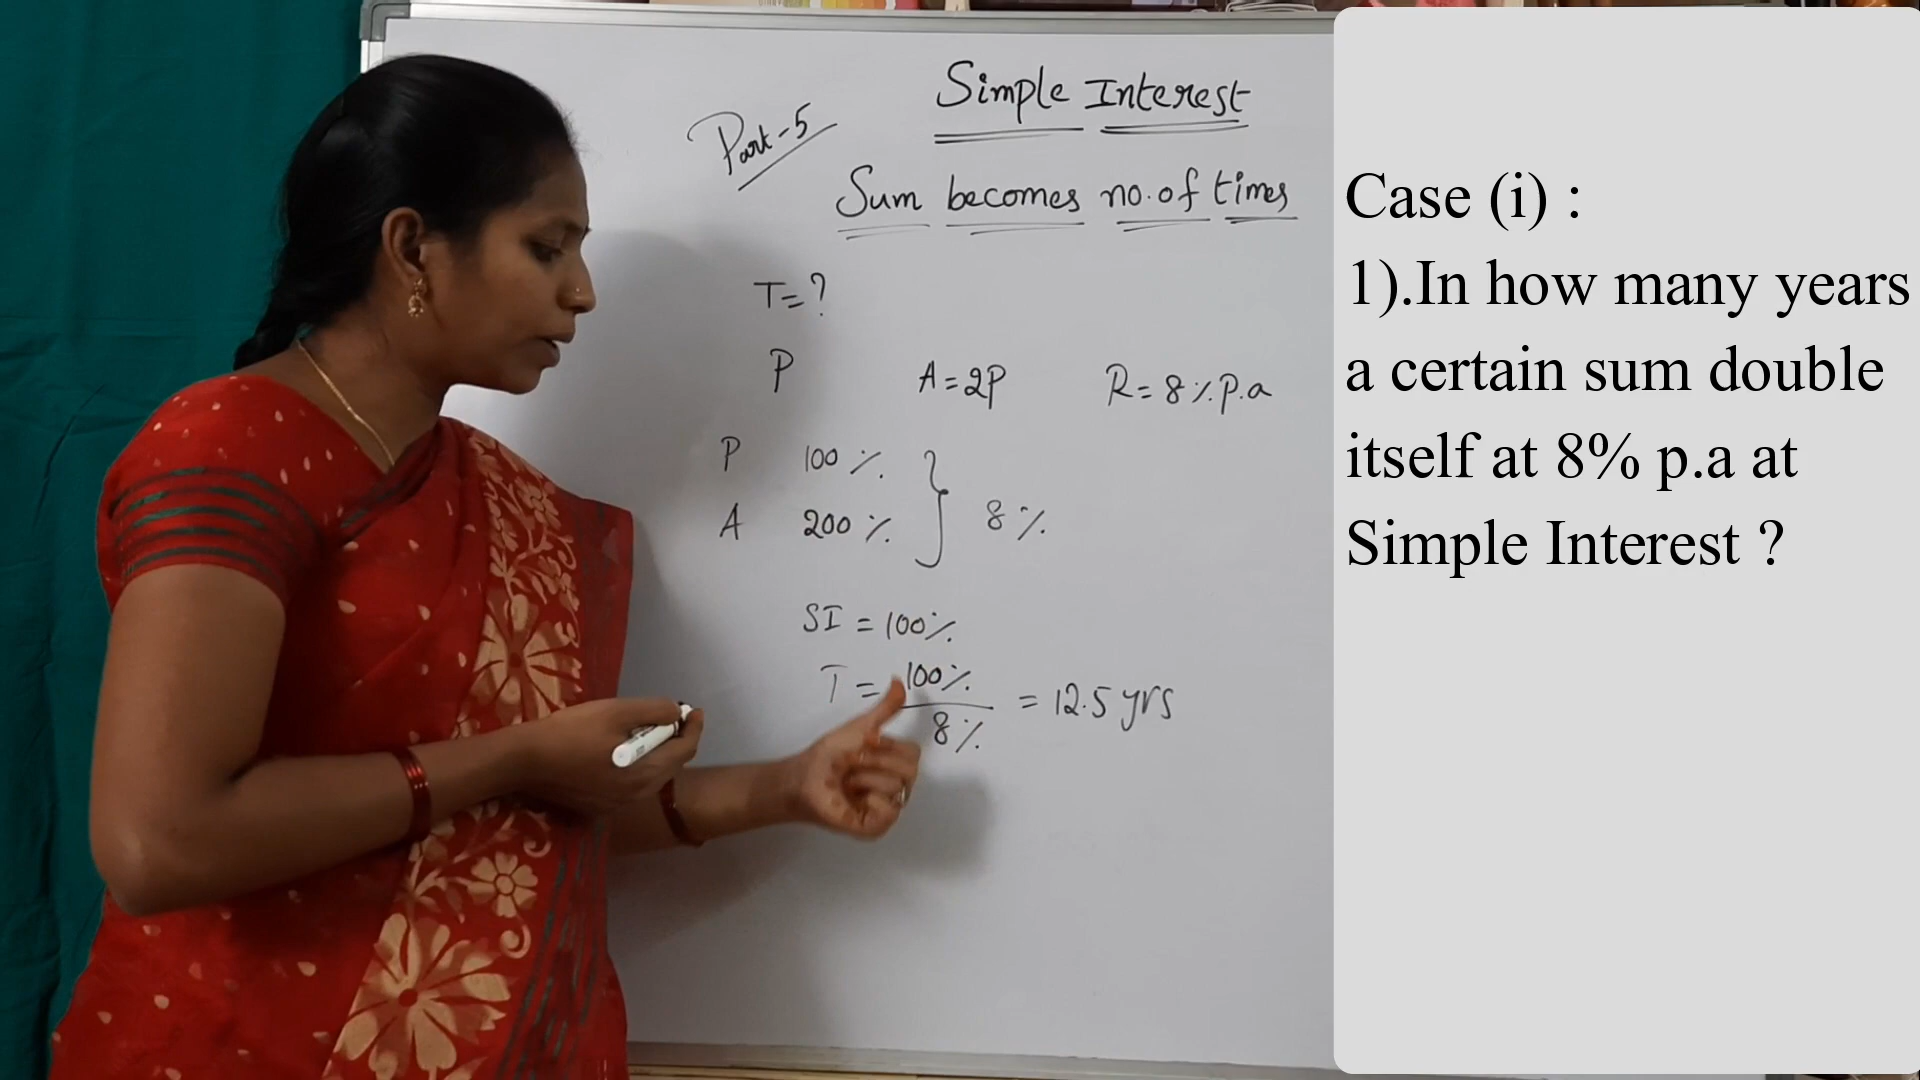 Simple Interest
Part-5
Sum becomes no.of times
T=?
P A=2P R=8%p.a
P 100%
A 200% } 8%
SI = 100%
T = 100% / 8% = 12.5 yrs
Case (i) :
1).In how many years
a certain sum double
itself at 8% p.a at
Simple Interest ?